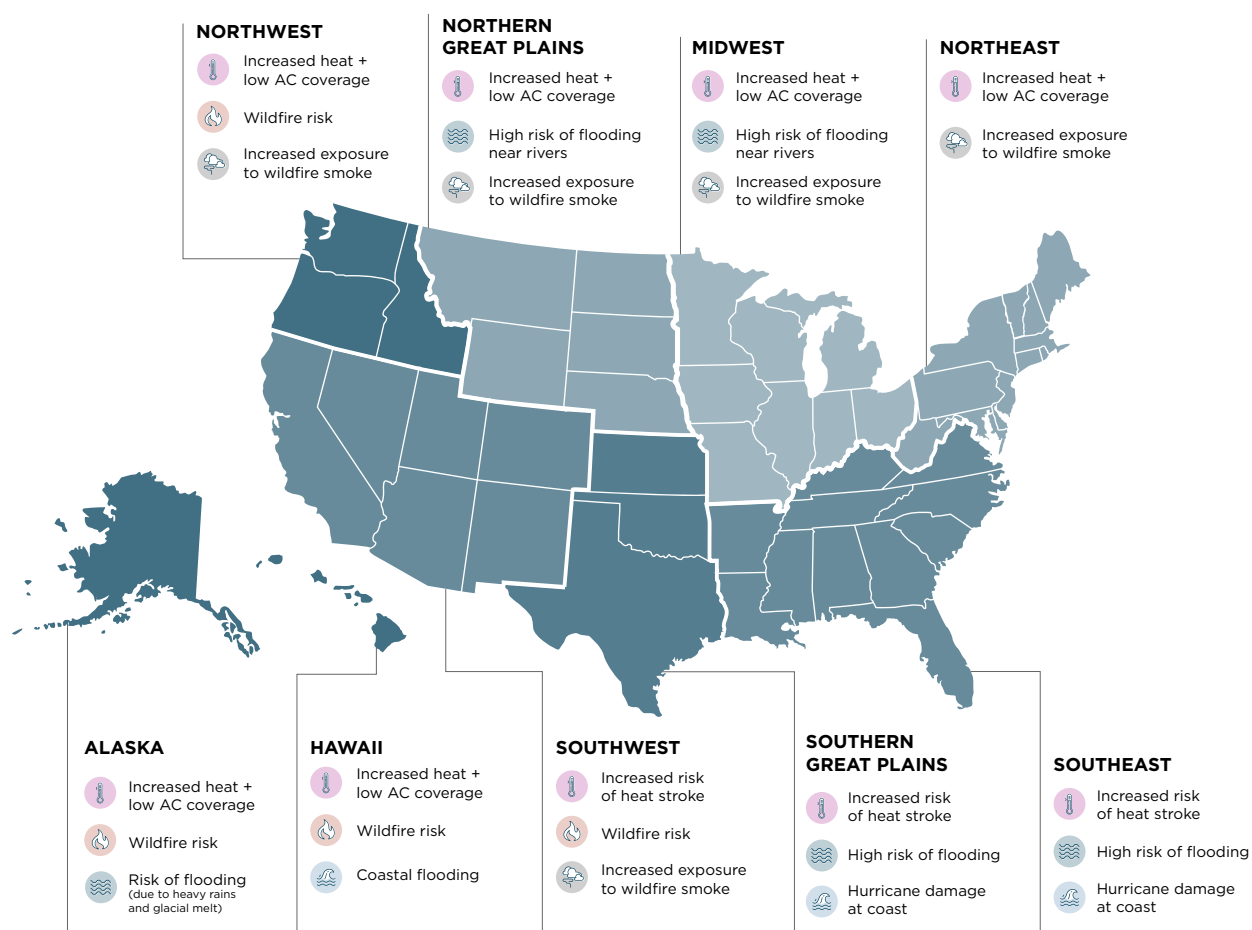 NORTHWEST
Increased heat +
low AC coverage
Wildfire risk
Increased exposure
to wildfire smoke
NORTHERN
GREAT PLAINS
Increased heat +
low AC coverage
High risk of flooding
near rivers
Increased exposure
to wildfire smoke
MIDWEST
Increased heat +
low AC coverage
High risk of flooding
near rivers
Increased exposure
to wildfire smoke
NORTHEAST
Increased heat +
low AC coverage
Increased exposure
to wildfire smoke
ALASKA
Increased heat +
low AC coverage
Wildfire risk
Risk of flooding
(due to heavy rains
and glacial melt)
HAWAII
Increased heat +
low AC coverage
Wildfire risk
Coastal flooding
SOUTHWEST
Increased risk
of heat stroke
Wildfire risk
Increased exposure
to wildfire smoke
SOUTHERN
GREAT PLAINS
Increased risk
of heat stroke
High risk of flooding
Hurricane damage
at coast
SOUTHEAST
Increased risk
of heat stroke
High risk of flooding
Hurricane damage
at coast